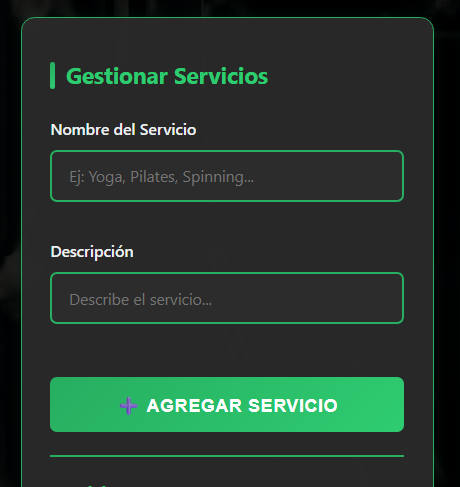 Gestionar Servicios
Nombre del Servicio
Ej: Yoga, Pilates, Spinning...
Descripción
Describe el servicio...
➕ AGREGAR SERVICIO